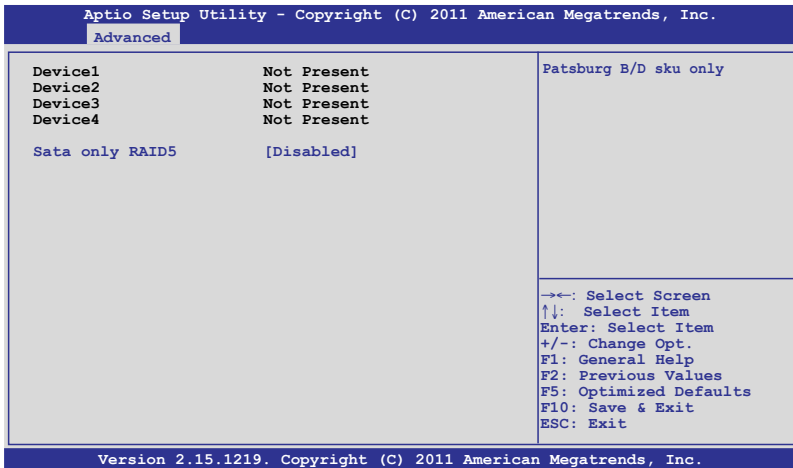 Aptio Setup Utility - Copyright (C) 2011 American Megatrends, Inc.
Advanced
Device1 Not Present
Device2 Not Present
Device3 Not Present
Device4 Not Present
Sata only RAID5 [Disabled]
Patsburg B/D sku only
→←: Select Screen
↑↓: Select Item
Enter: Select Item
+/-: Change Opt.
F1: General Help
F2: Previous Values
F5: Optimized Defaults
F10: Save & Exit
ESC: Exit
Version 2.15.1219. Copyright (C) 2011 American Megatrends, Inc.